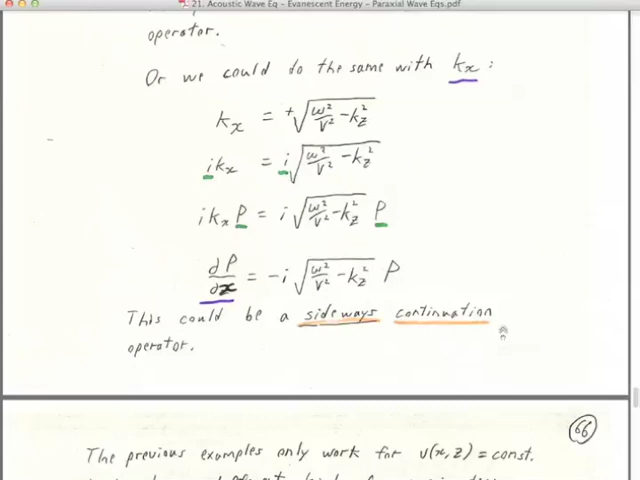 21. Acoustic Wave Eq – Evanescent Energy – Paraxial Wave Eqs.pdf
operator.
Or we could do the same with kx :
kx = +√(ω²/v² − kz²)
ikx = i√(ω²/v² − kz²)
ikxP = i√(ω²/v² − kz²) P
∂P/∂x = −i√(ω²/v² − kz²) P
This could be a sideways continuation
operator.
66
The previous examples only work for v(x,z) = const.